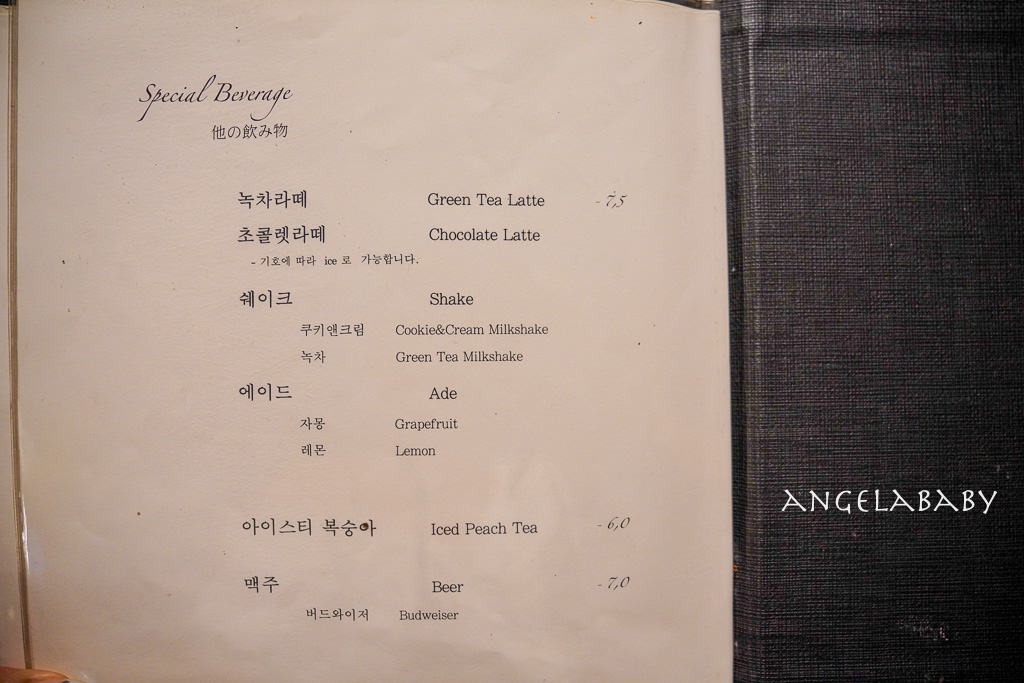 Special Beverage
他の飲み物
녹차라떼 Green Tea Latte - 7,5
초콜렛라떼 Chocolate Latte
- 기호에 따라 ice 로 가능합니다.
쉐이크 Shake
쿠키앤크림 Cookie&Cream Milkshake
녹차 Green Tea Milkshake
에이드 Ade
자몽 Grapefruit
레몬 Lemon
아이스티 복숭아 Iced Peach Tea - 6,0
맥주 Beer - 7,0
버드와이저 Budweiser
ANGELABABY